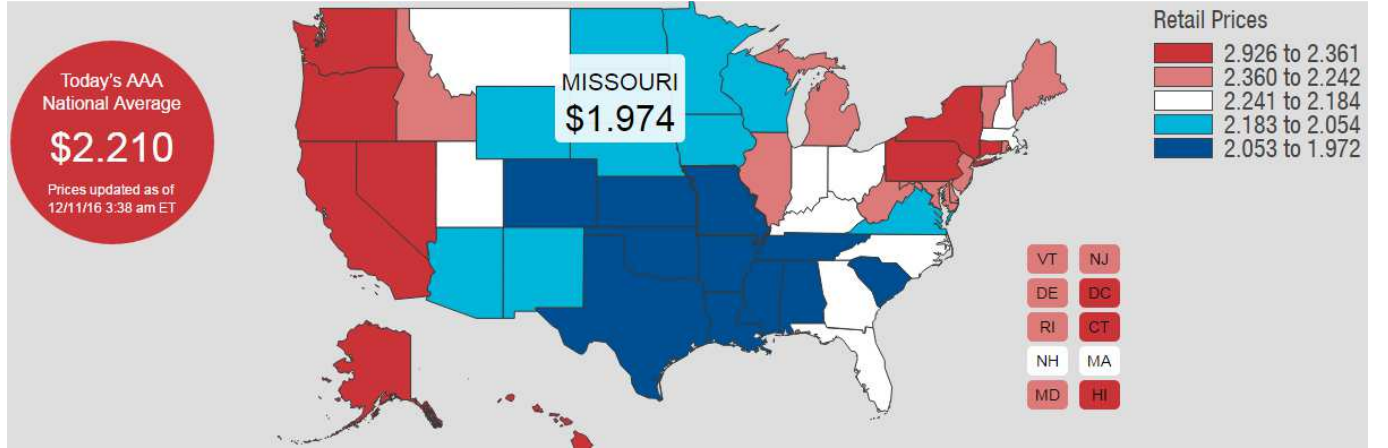 Today's AAA
National Average
$2.210
Prices updated as of
12/11/16 3:38 am ET
MISSOURI
$1.974
Retail Prices
2.926 to 2.361
2.360 to 2.242
2.241 to 2.184
2.183 to 2.054
2.053 to 1.972
VT NJ
DE DC
RI CT
NH MA
MD HI